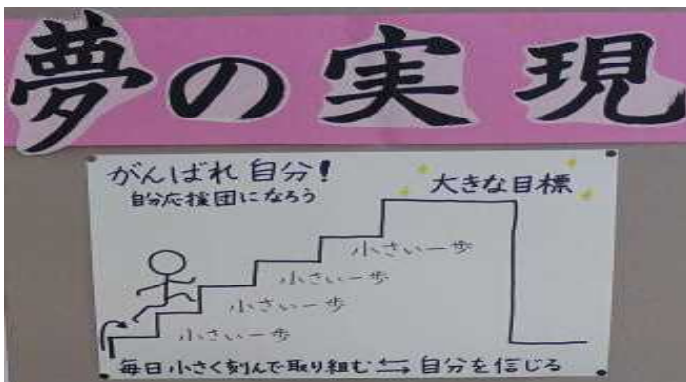 夢の実現
がんばれ自分!
自分応援団になろう
大きな目標
小さい一歩
小さい一歩
小さい一歩
小さい一歩
毎日小さく刻んで取り組む⇆自分を信じる